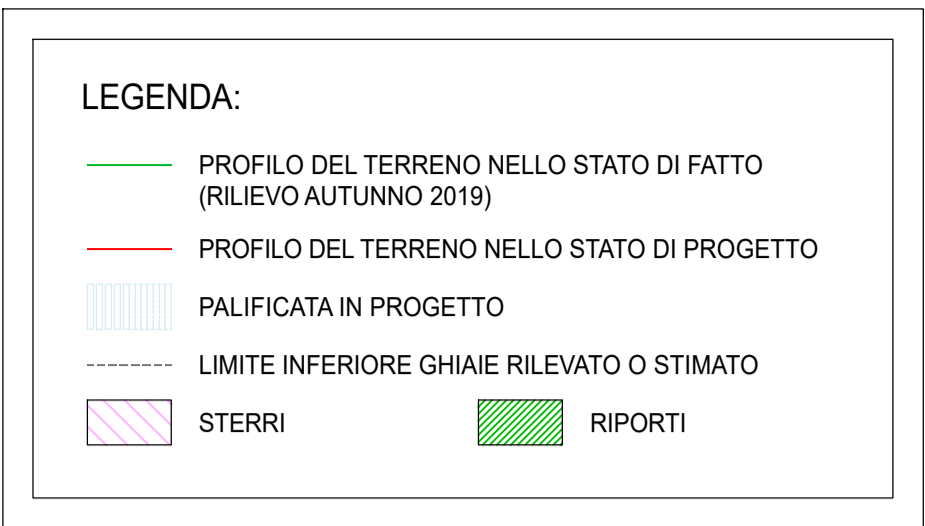 LEGENDA:
PROFILO DEL TERRENO NELLO STATO DI FATTO
(RILIEVO AUTUNNO 2019)
PROFILO DEL TERRENO NELLO STATO DI PROGETTO
PALIFICATA IN PROGETTO
LIMITE INFERIORE GHIAIE RILEVATO O STIMATO
STERRI
RIPORTI